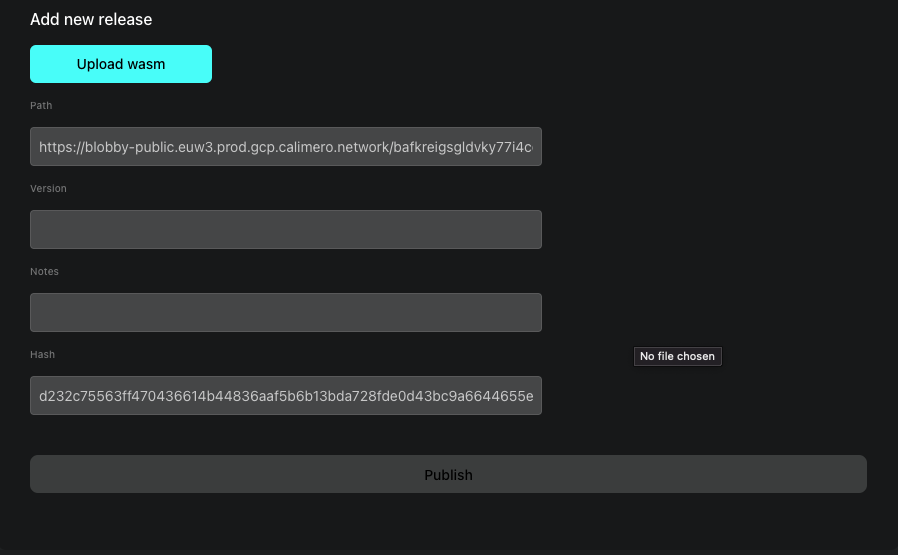 Add new release
Upload wasm
Path
https://blobby-public.euw3.prod.gcp.calimero.network/bafkreigsgldvky77i4c
Version
Notes
Hash
No file chosen
d232c75563ff470436614b44836aaf5b6b13bda728fde0d43bc9a6644655e
Publish